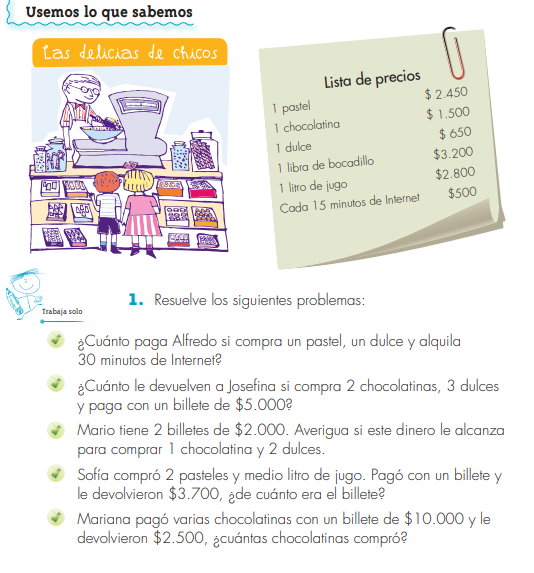 Usemos lo que sabemos
Las delicias de chicos
Lista de precios
1 pastel $ 2.450
1 chocolatina $ 1.500
1 dulce $ 650
1 libra de bocadillo $3.200
1 litro de jugo $2.800
Cada 15 minutos de Internet $500
Trabaja solo
1. Resuelve los siguientes problemas:
¿Cuánto paga Alfredo si compra un pastel, un dulce y alquila
30 minutos de Internet?
¿Cuánto le devuelven a Josefina si compra 2 chocolatinas, 3 dulces
y paga con un billete de $5.000?
Mario tiene 2 billetes de $2.000. Averigua si este dinero le alcanza
para comprar 1 chocolatina y 2 dulces.
Sofía compró 2 pasteles y medio litro de jugo. Pagó con un billete y
le devolvieron $3.700, ¿de cuánto era el billete?
Mariana pagó varias chocolatinas con un billete de $10.000 y le
devolvieron $2.500, ¿cuántas chocolatinas compró?